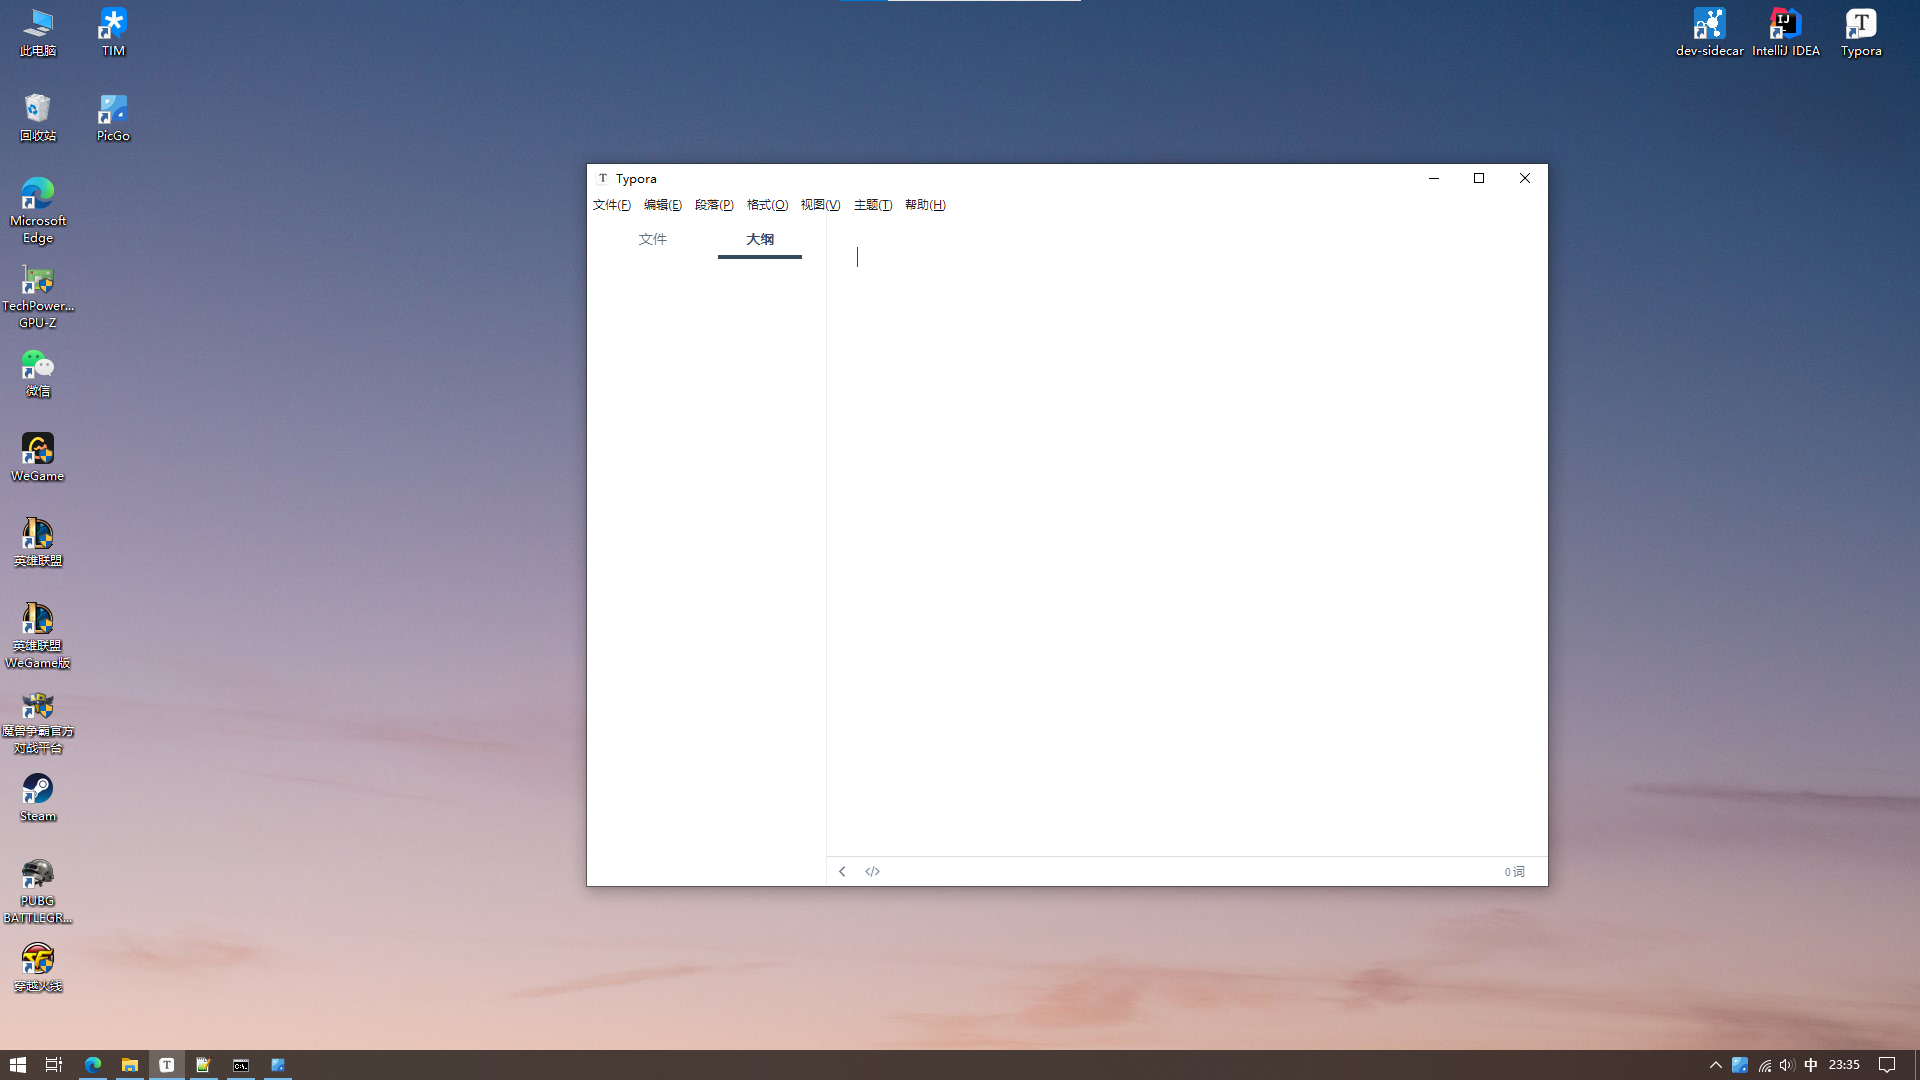 此电脑
TIM
回收站
PicGo
Microsoft
Edge
TechPower...
GPU-Z
微信
WeGame
英雄联盟
英雄联盟
WeGame版
魔兽争霸官方
对战平台
Steam
PUBG
BATTLEGR...
穿越火线
dev-sidecar
IntelliJ IDEA
Typora
T Typora
文件(F) 编辑(E) 段落(P) 格式(O) 视图(V) 主题(T) 帮助(H)
文件 大纲
0 词
中 23:35